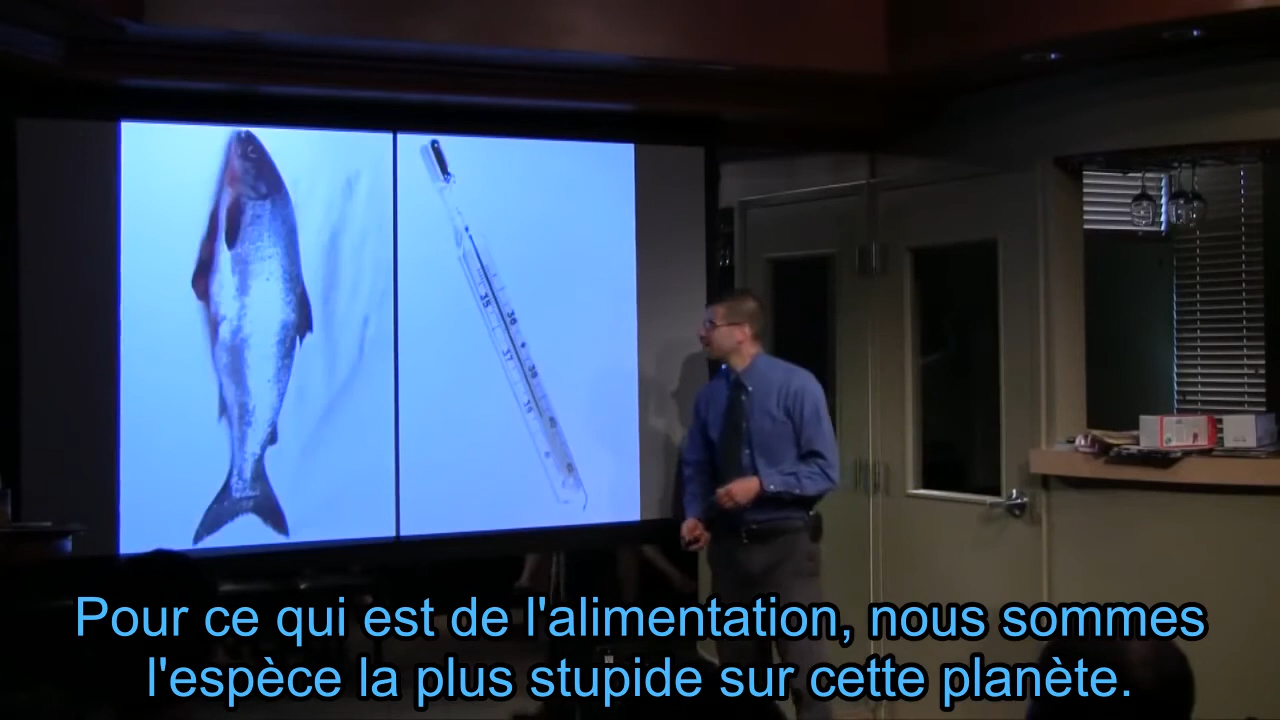 35
36
37
38
39
Pour ce qui est de l'alimentation, nous sommes
l'espèce la plus stupide sur cette planète.